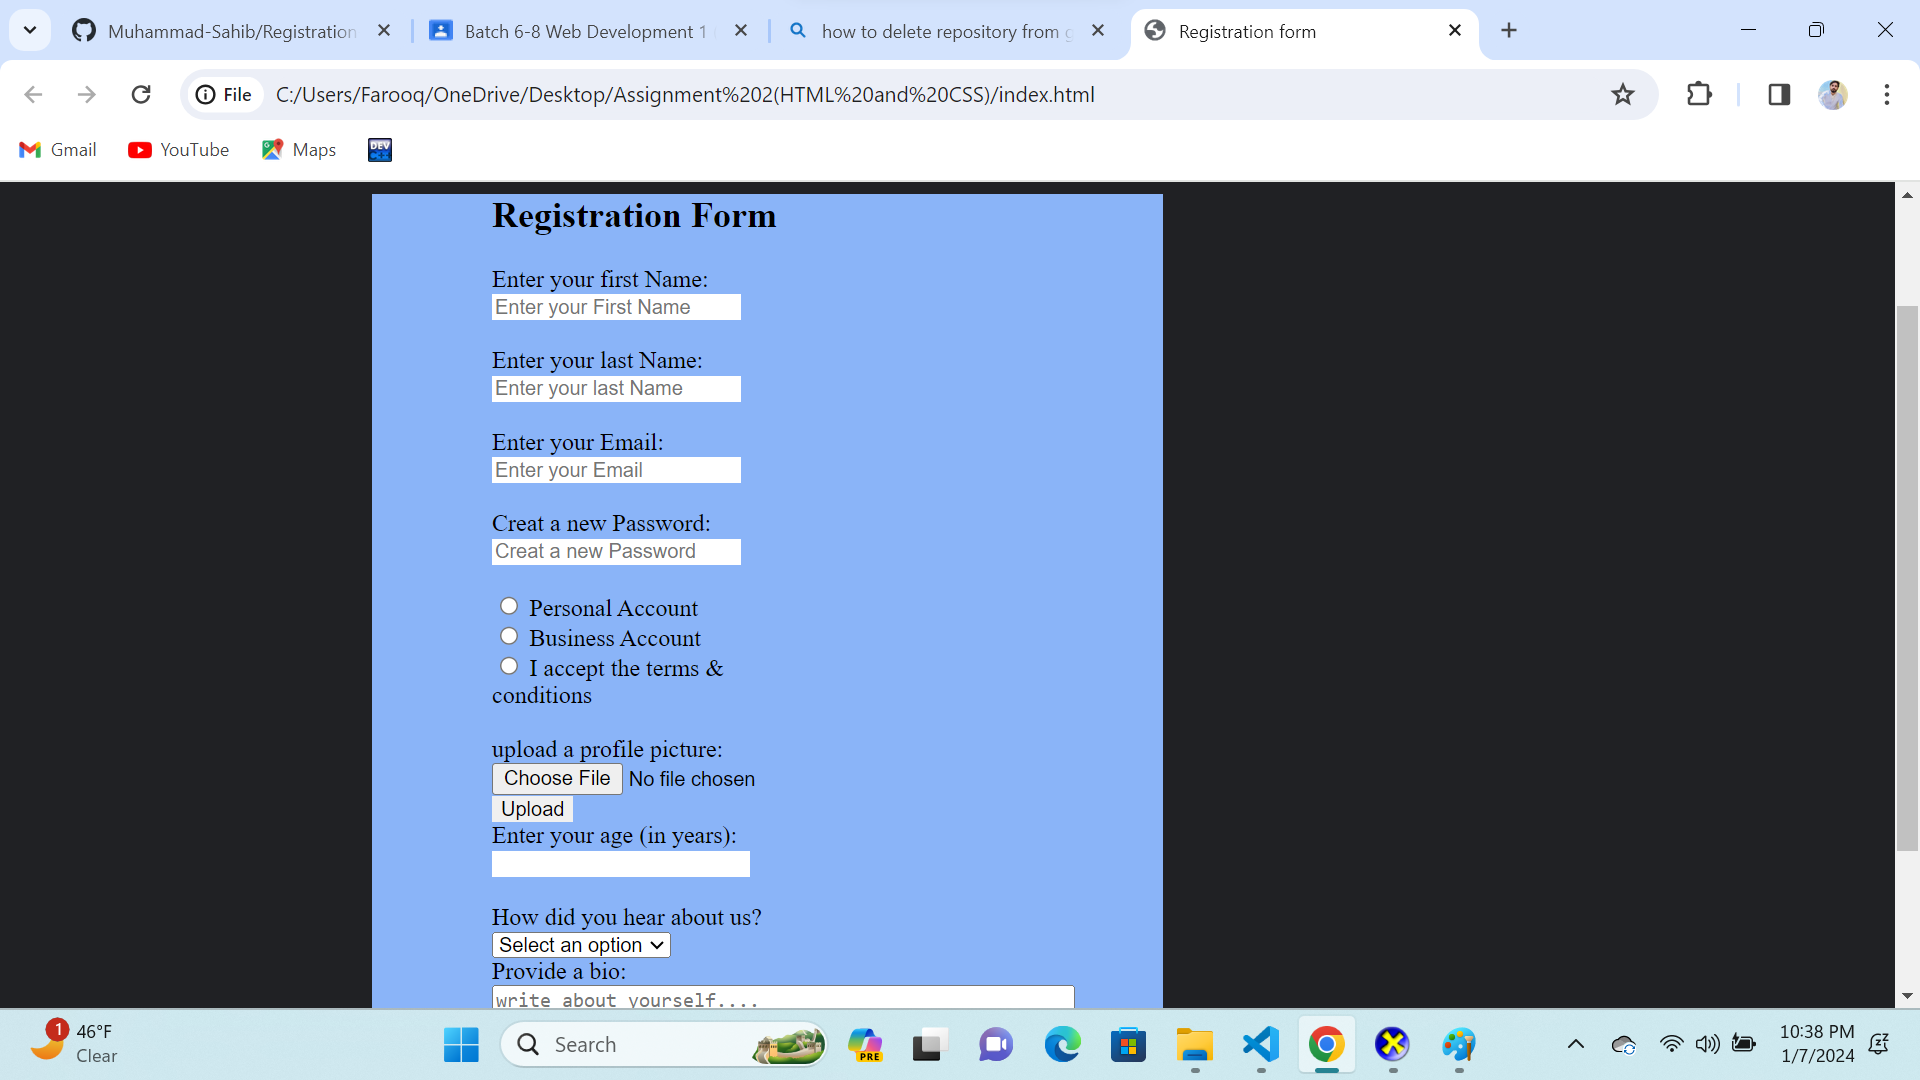 Muhammad-Sahib/Registration
Batch 6-8 Web Development 1
how to delete repository from g
Registration form
File
C:/Users/Farooq/OneDrive/Desktop/Assignment%202(HTML%20and%20CSS)/index.html
Gmail
YouTube
Maps
DEV
C++
Registration Form
Enter your first Name:
Enter your First Name
Enter your last Name:
Enter your last Name
Enter your Email:
Enter your Email
Creat a new Password:
Creat a new Password
Personal Account
Business Account
I accept the terms &
conditions
upload a profile picture:
Choose File No file chosen
Upload
Enter your age (in years):
How did you hear about us?
Select an option
Provide a bio:
write about yourself....
1
46°F
Clear
Search
PRE
10:38 PM
1/7/2024